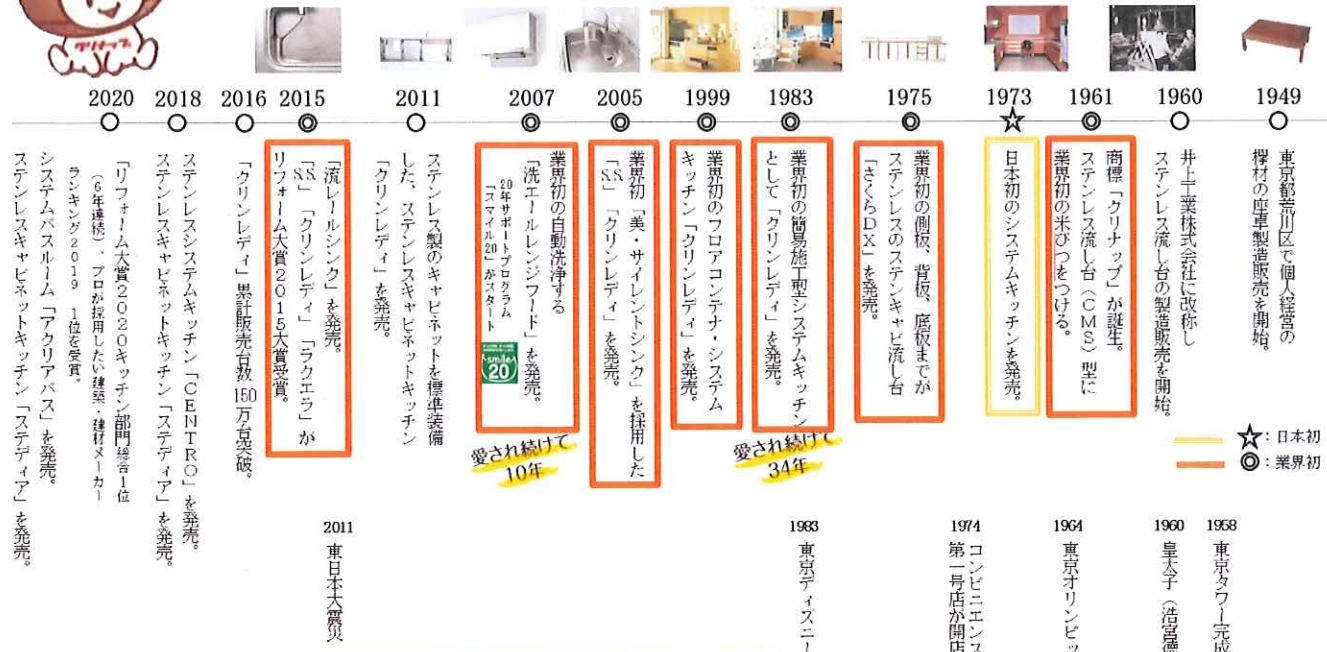 1949
東京都荒川区で個人経営の
欅材の座卓製造販売を開始。
1960
井上工業株式会社に改称し
ステンレス流し台の製造販売を開始。
1961
商標「クリナップ」が誕生。
ステンレス流し台(CMS)型に
業界初の米びつをつける。
1973
日本初のシステムキッチンを発売。
1975
業界初の側板、背板、底板までが
ステンレスのステンキャビ流し台
「さくらDX」を発売。
1983
業界初の簡易施工型システムキッチン
として「クリンレディ」を発売。
愛され続けて
34年
1999
業界初のフロアコンテナ・システム
キッチン「クリンレディ」を発売。
2005
業界初「美・サイレントシンク」を採用した
「S.S.」「クリンレディ」を発売。
2007
業界初の自動洗浄する
「洗エールレンジフード」を発売。
20年サポートプログラム
「スマイル20」がスタート
smile
20
愛され続けて
10年
2011
ステンレス製のキャビネットを標準装備
した、ステンレスキャビネットキッチン
「クリンレディ」を発売。
2015
「流レールシンク」を発売。
「S.S.」「クリンレディ」「ラクエラ」が
リフォーム大賞2015大賞受賞。
2016
「クリンレディ」累計販売台数150万台突破。
2018
ステンレスシステムキッチン「CENTRO」を発売。
ステンレスキャビネットキッチン「ステディア」を発売。
2020
「リフォーム大賞2020キッチン部門総合1位
(6年連続)、プロが採用したい建築・建材メーカー
ランキング2019 1位を受賞。
システムバスルーム「アクリアバス」を発売。
ステンレスキャビネットキッチン「ステディア」を発売。
☆:日本初
◎:業界初
1958
東京タワー完成
1960
皇太子(浩宮徳
1964
東京オリンピッ
1974
コンビニエンス
第一号店が開店
1983
東京ディズニー
2011
東日本大震災
クリナップ